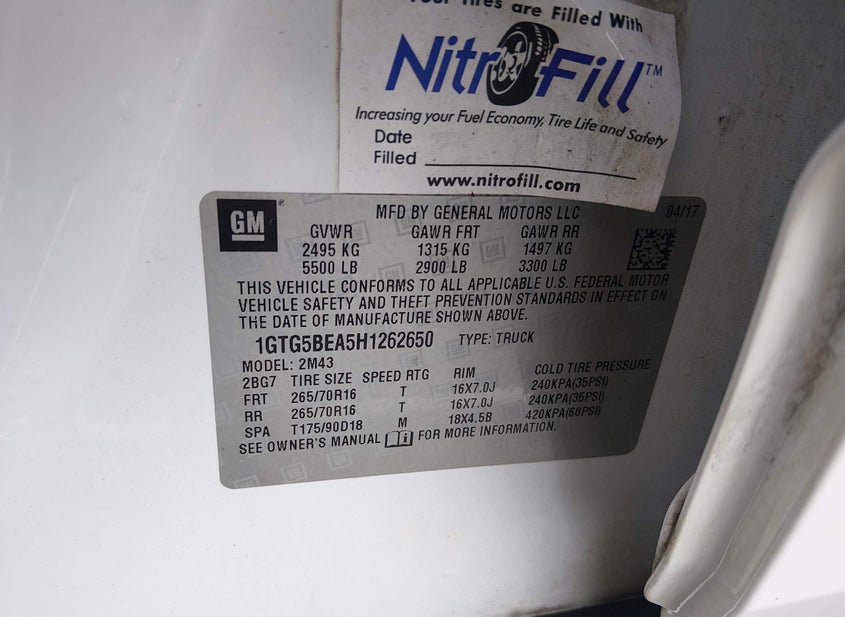 Your Tires are Filled With
NitroFill™
Increasing your Fuel Economy, Tire Life and Safety
Date
Filled
www.nitrofill.com
GM ® MFD BY GENERAL MOTORS LLC 04/17
GVWR GAWR FRT GAWR RR
2495 KG 1315 KG 1497 KG
5500 LB 2900 LB 3300 LB
THIS VEHICLE CONFORMS TO ALL APPLICABLE U.S. FEDERAL MOTOR
VEHICLE SAFETY AND THEFT PREVENTION STANDARDS IN EFFECT ON
THE DATE OF MANUFACTURE SHOWN ABOVE.
1GTG5BEA5H1262650 TYPE: TRUCK
MODEL: 2M43
2BG7 TIRE SIZE SPEED RTG RIM COLD TIRE PRESSURE
FRT 265/70R16 T 16X7.0J 240KPA(35PSI)
RR 265/70R16 T 16X7.0J 240KPA(35PSI)
SPA T175/90D18 M 18X4.5B 420KPA(60PSI)
SEE OWNER'S MANUAL FOR MORE INFORMATION.